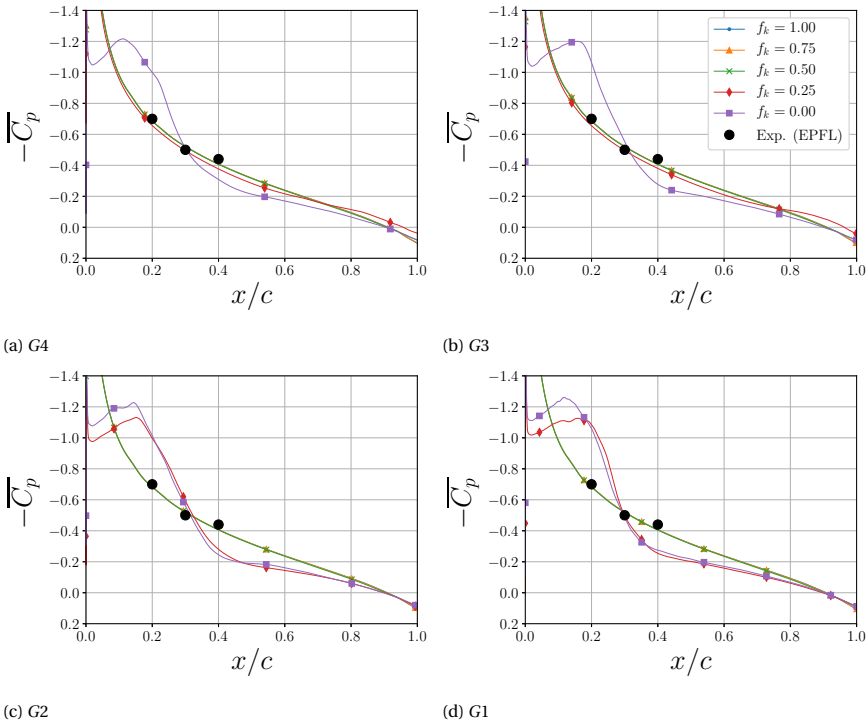 −1.4
−1.2
−1.0
−0.8
−0.6
−0.4
−0.2
0.0
0.2
−C̅p
0.0 0.2 0.4 0.6 0.8 1.0
x/c
(a) G4
−1.4
−1.2
−1.0
−0.8
−0.6
−0.4
−0.2
0.0
0.2
−C̅p
fk = 1.00
fk = 0.75
fk = 0.50
fk = 0.25
fk = 0.00
Exp. (EPFL)
0.0 0.2 0.4 0.6 0.8 1.0
x/c
(b) G3
−1.4
−1.2
−1.0
−0.8
−0.6
−0.4
−0.2
0.0
0.2
−C̅p
0.0 0.2 0.4 0.6 0.8 1.0
x/c
(c) G2
−1.4
−1.2
−1.0
−0.8
−0.6
−0.4
−0.2
0.0
0.2
−C̅p
0.0 0.2 0.4 0.6 0.8 1.0
x/c
(d) G1